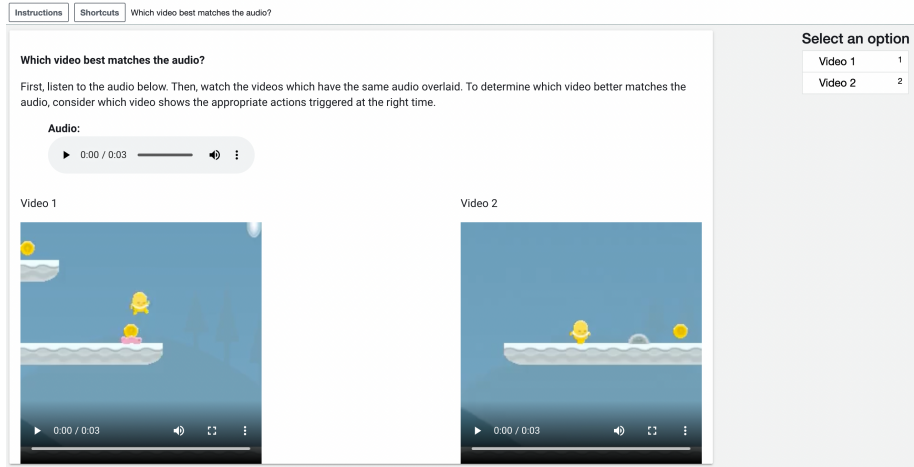 Instructions Shortcuts Which video best matches the audio?
Select an option
Video 1 1
Video 2 2
Which video best matches the audio?
First, listen to the audio below. Then, watch the videos which have the same audio overlaid. To determine which video better matches the
audio, consider which video shows the appropriate actions triggered at the right time.
Audio:
0:00 / 0:03
Video 1 Video 2
0:00 / 0:03 0:00 / 0:03